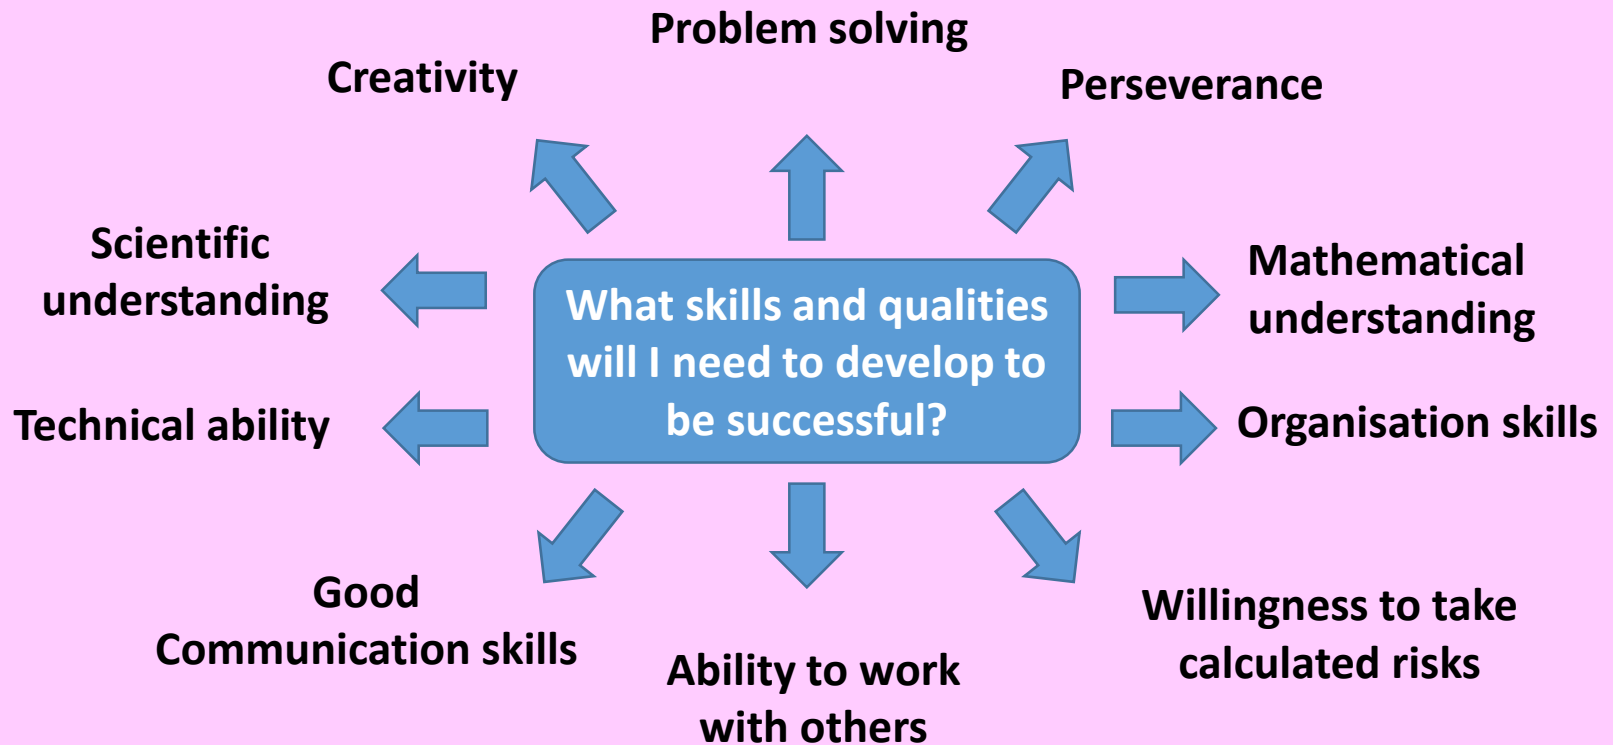 Problem solving
Creativity
Perseverance
Scientific
understanding
Mathematical
understanding
What skills and qualities
will I need to develop to
be successful?
Technical ability
Organisation skills
Good
Communication skills
Ability to work
with others
Willingness to take
calculated risks